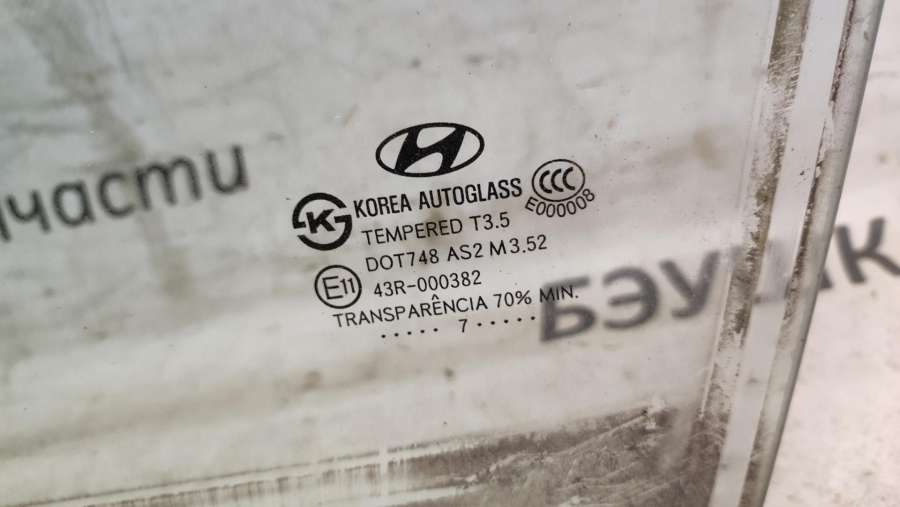 KOREA AUTOGLASS
CCC
E000008
TEMPERED T3.5
DOT748 AS2 M3.52
E11
43R-000382
TRANSPARÊNCIA 70% MIN.
..... 7 .....